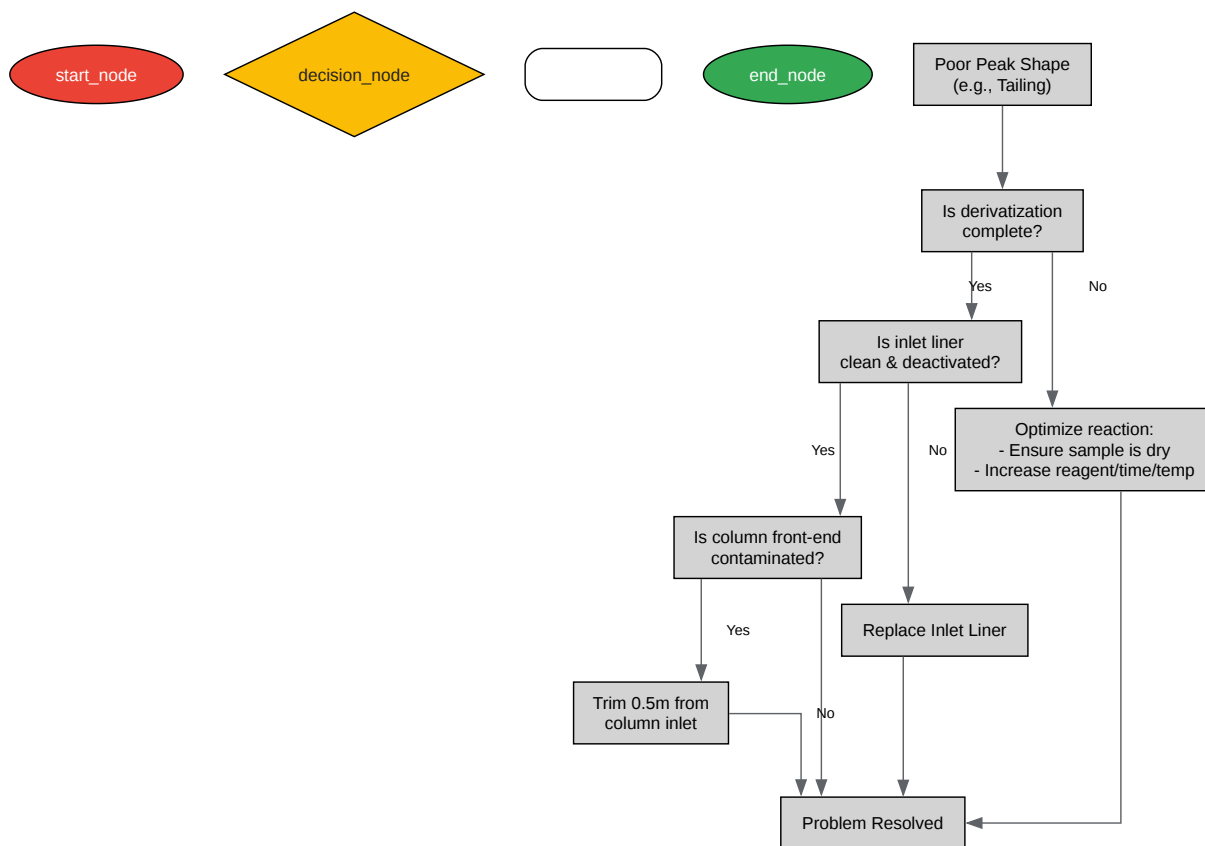 start_node
decision_node
end_node
Poor Peak Shape
(e.g., Tailing)
Is derivatization
complete?
Yes
No
Is inlet liner
clean & deactivated?
Optimize reaction:
- Ensure sample is dry
- Increase reagent/time/temp
Yes
No
Is column front-end
contaminated?
Replace Inlet Liner
Yes
Trim 0.5m from
column inlet
No
Problem Resolved